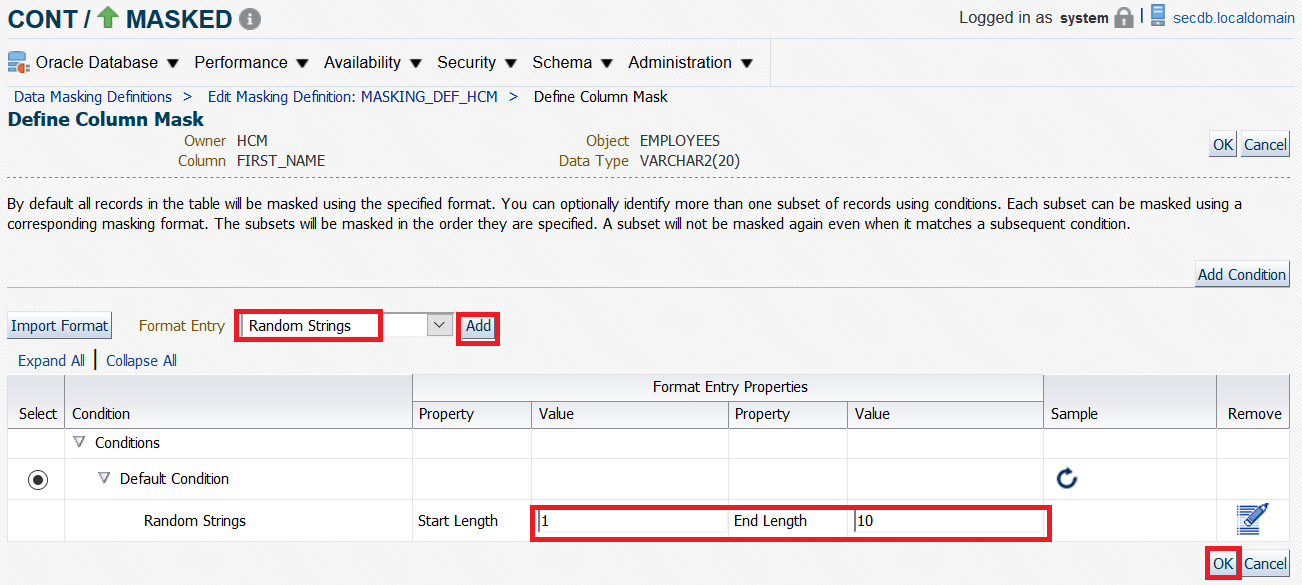 CONT / MASKED
Logged in as system | secdb.localdomain
Oracle Database Performance Availability Security Schema Administration
Data Masking Definitions > Edit Masking Definition: MASKING_DEF_HCM > Define Column Mask
Define Column Mask
Owner HCM Object EMPLOYEES
OK Cancel
Column FIRST_NAME Data Type VARCHAR2(20)
By default all records in the table will be masked using the specified format. You can optionally identify more than one subset of records using conditions. Each subset can be masked using a
corresponding masking format. The subsets will be masked in the order they are specified. A subset will not be masked again even when it matches a subsequent condition.
Add Condition
Import Format Format Entry Random Strings Add
Expand All | Collapse All
Format Entry Properties
Select Condition Property Value Property Value Sample Remove
Conditions
Default Condition
Random Strings Start Length 1 End Length 10
OK Cancel